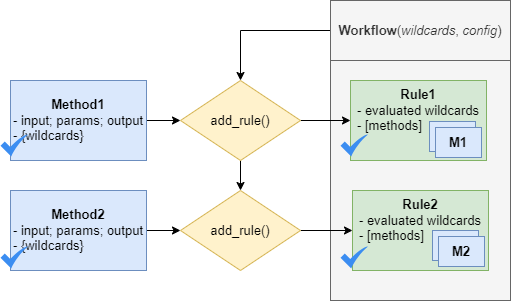 Workflow(wildcards, config)
Method1
- input; params; output
- {wildcards}
add_rule()
Rule1
- evaluated wildcards
- [methods]
M1
Method2
- input; params; output
- {wildcards}
add_rule()
Rule2
- evaluated wildcards
- [methods]
M2